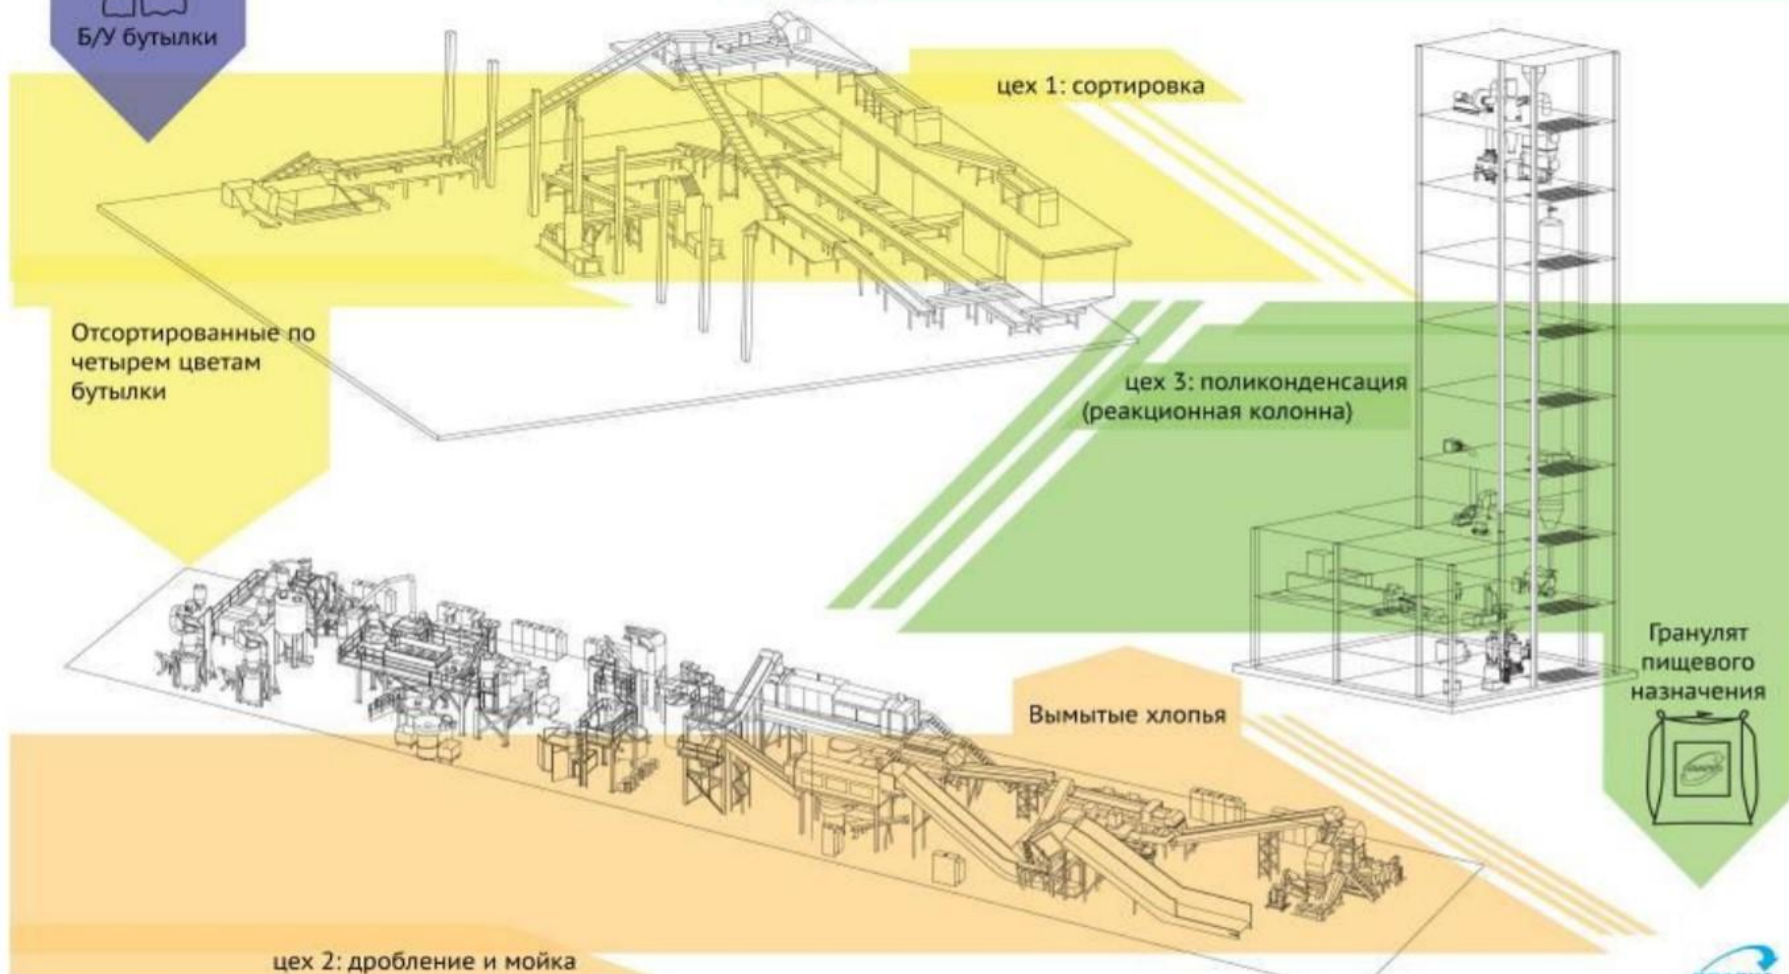 Б/У бутылки
цех 1: сортировка
Отсортированные по
четырем цветам
бутылки
цех 3: поликонденсация
(реакционная колонна)
Гранулят
пищевого
назначения
Вымытые хлопья
цех 2: дробление и мойка